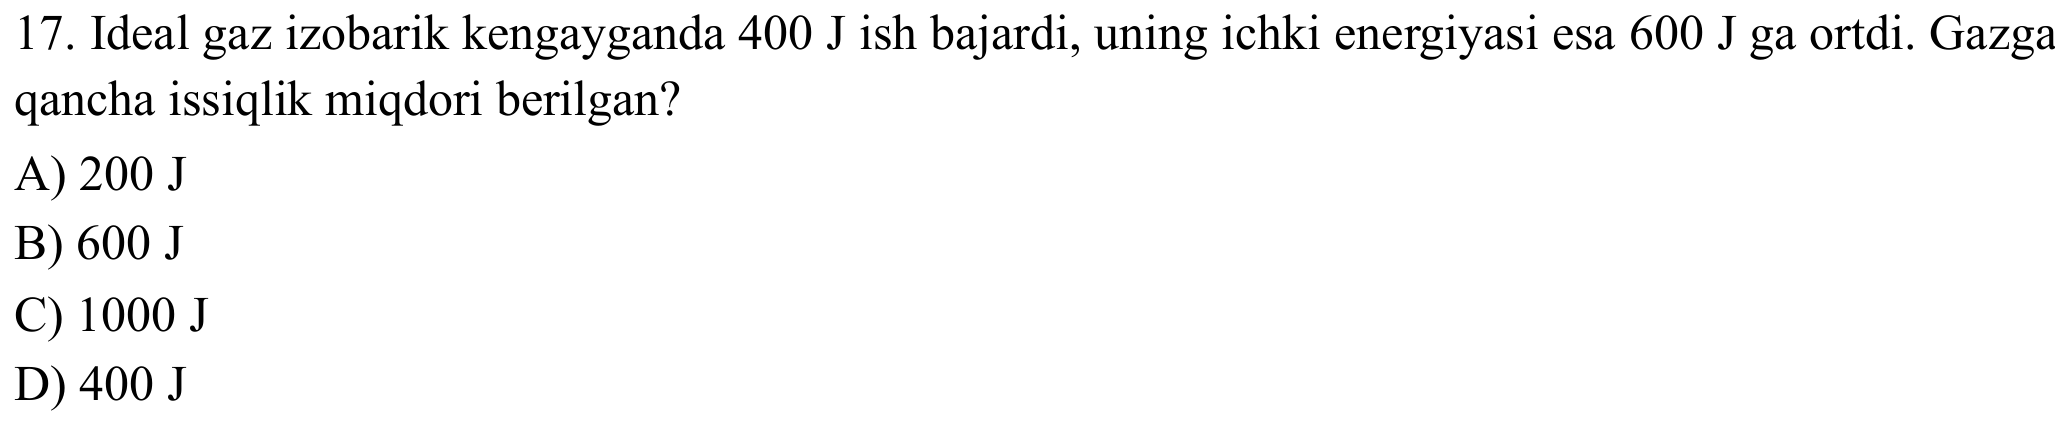 17. Ideal gaz izobarik kengayganda 400 J ish bajardi, uning ichki energiyasi esa 600 J ga ortdi. Gazga
qancha issiqlik miqdori berilgan?
A) 200 J
B) 600 J
C) 1000 J
D) 400 J